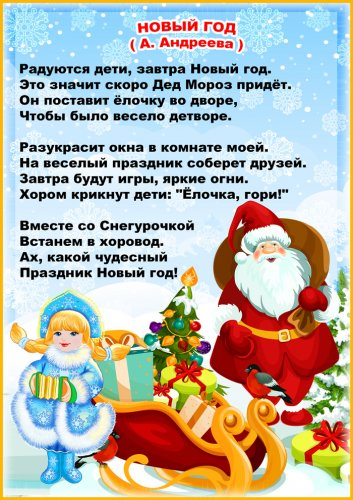 НОВЫЙ ГОД
( А. Андреева )
Радуются дети, завтра Новый год.
Это значит скоро Дед Мороз придёт.
Он поставит ёлочку во дворе,
Чтобы было весело детворе.
Разукрасит окна в комнате моей.
На веселый праздник соберет друзей.
Завтра будут игры, яркие огни.
Хором крикнут дети: "Ёлочка, гори!"
Вместе со Снегурочкой
Встанем в хоровод.
Ах, какой чудесный
Праздник Новый год!